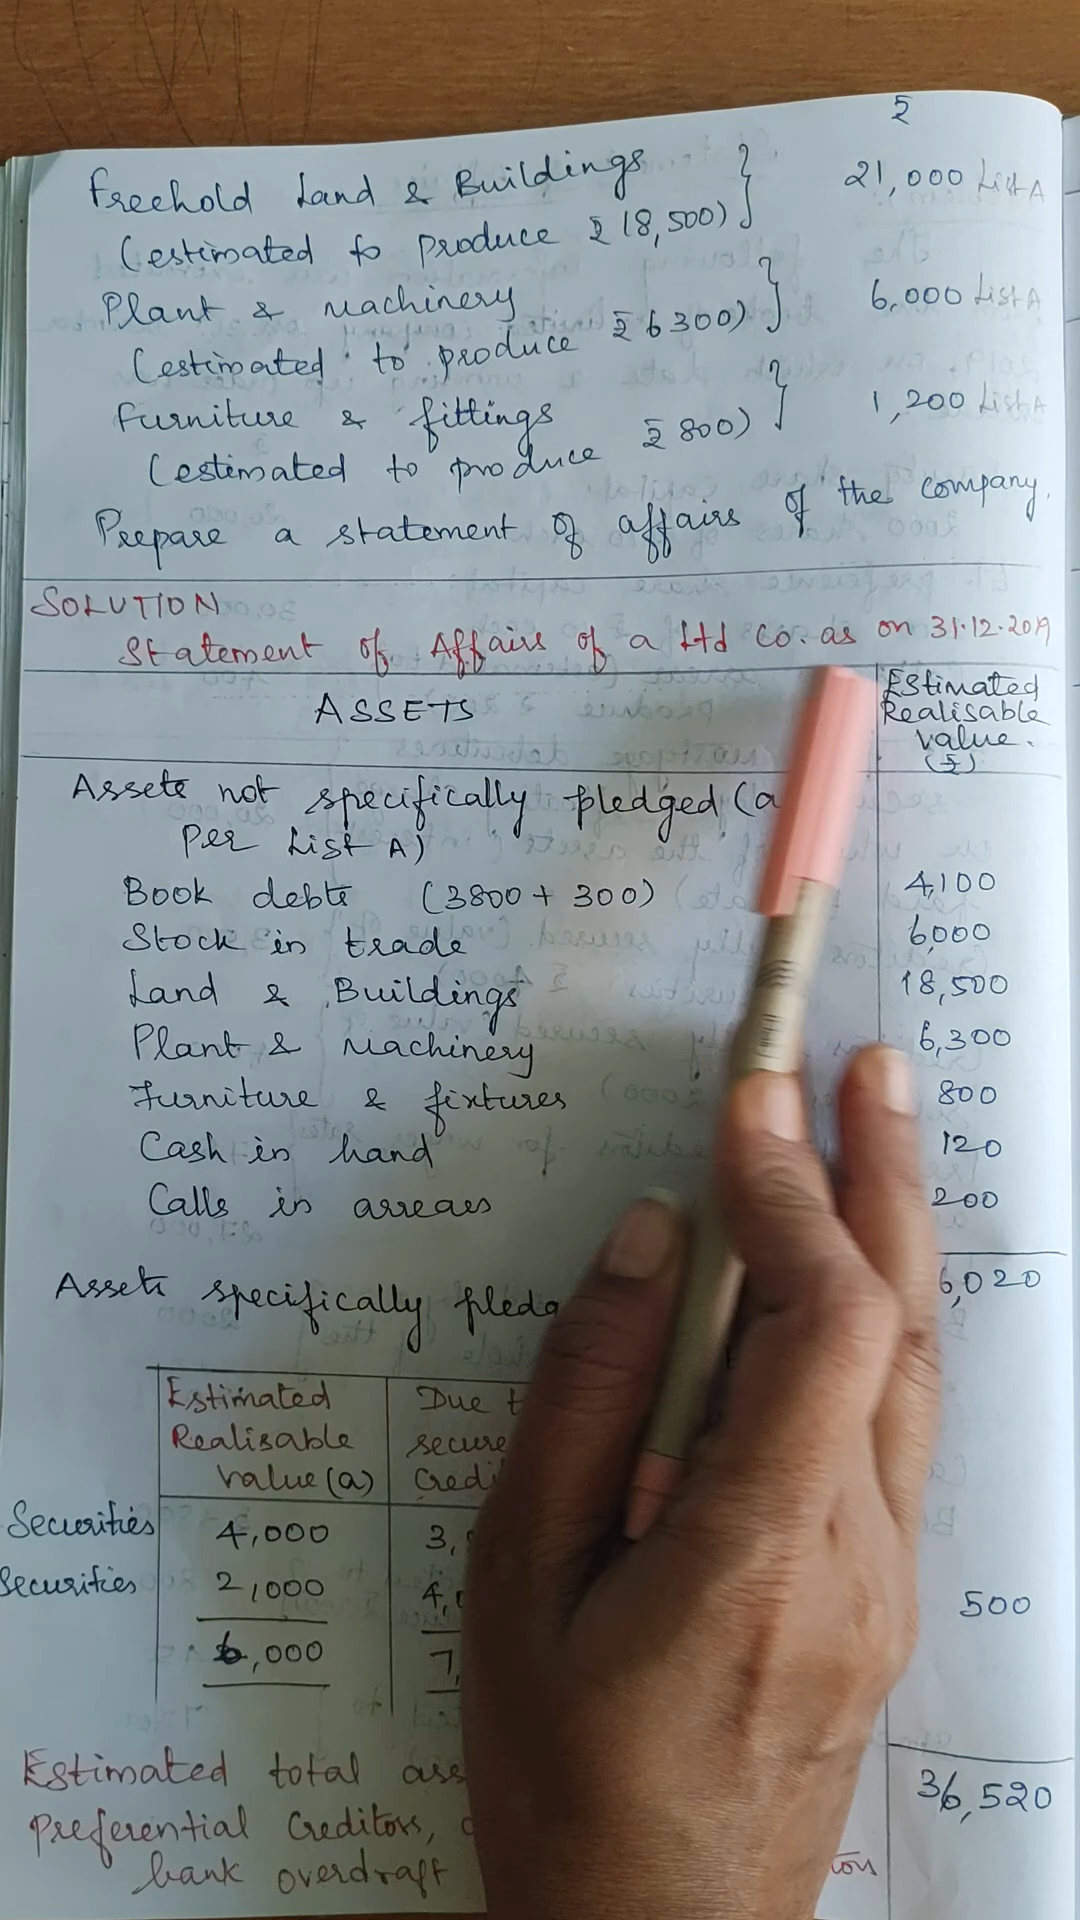 ₹
Freehold Land & Buildings } 21,000 List A
(estimated to produce ₹ 18,500)
Plant & Machinery } 6,000 List A
(estimated to produce ₹ 6300)
Furniture & fittings } 1,200 List A
(estimated to produce ₹ 800)
Prepare a statement of affairs of the company.
SOLUTION
Statement of Affairs of a Ltd Co. as on 31.12.2019
ASSETS
Estimated
Realisable
value.
(₹)
Assets not specifically pledged (a
Per List A)
Book debts (3800 + 300) 4,100
Stock in trade 6,000
Land & Buildings 18,500
Plant & Machinery 6,300
Furniture & fixtures 800
Cash in hand 120
Calls in arrears 200
6,020
Assets specifically
Estimated
Realisable
Value (a)
Due
Securities 4,000
Securities 2,000 500
6,000
Estimated total 36,520
Preferential Creditors,
bank overdraft